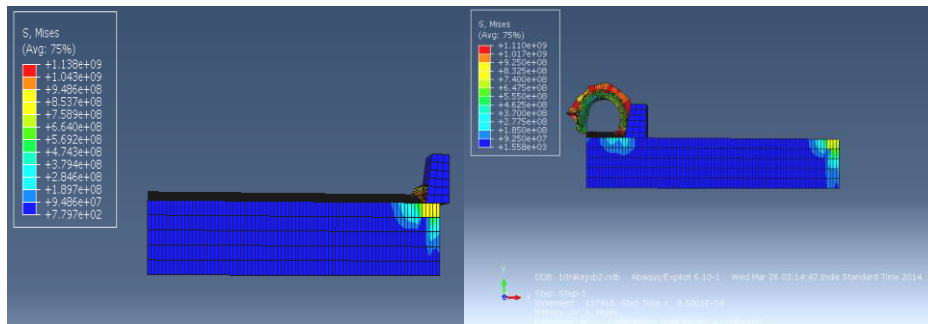 S, Mises
(Avg: 75%)
+1.138e+09
+1.043e+09
+9.486e+08
+8.537e+08
+7.589e+08
+6.640e+08
+5.692e+08
+4.743e+08
+3.794e+08
+2.846e+08
+1.897e+08
+9.486e+07
+7.797e+02
S, Mises
(Avg: 75%)
+1.110e+09
+1.017e+09
+9.250e+08
+8.325e+08
+7.400e+08
+6.475e+08
+5.550e+08
+4.625e+08
+3.700e+08
+2.775e+08
+1.850e+08
+9.250e+07
+1.558e+03
Y
X
ODB: 10rakejob2.odb Abaqus/Explicit 6.10-1 Wed Mar 26 03:14:42 India Standard Time 2014
Step: Step-1
Increment Step Time =
Primary Var: S, Mises